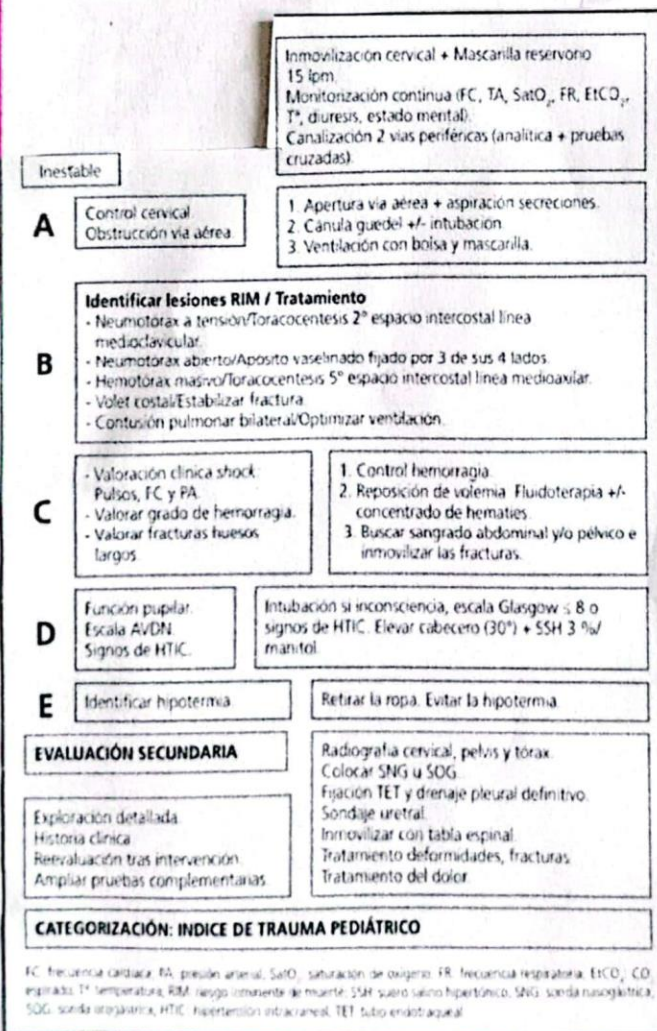 Inmovilización cervical + Mascarilla reservorio
15 lpm.
Monitorización continua (FC, TA, SatO₂, FR, EtCO₂,
Tª, diuresis, estado mental).
Canalización 2 vías periféricas (analítica + pruebas
cruzadas).
Inestable
A
Control cervical.
Obstrucción vía aérea.
1. Apertura vía aérea + aspiración secreciones.
2. Cánula guedel +/- intubación.
3. Ventilación con bolsa y mascarilla.
B
Identificar lesiones RIM / Tratamiento
- Neumotórax a tensión/Toracocentesis 2º espacio intercostal línea
medioclavicular.
- Neumotórax abierto/Apósito vaselinado fijado por 3 de sus 4 lados.
- Hemotórax masivo/Toracocentesis 5º espacio intercostal línea medioaxilar.
- Volet costal/Estabilizar fractura.
- Contusión pulmonar bilateral/Optimizar ventilación.
C
- Valoración clínica shock:
Pulsos, FC y PA.
- Valorar grado de hemorragia.
- Valorar fracturas huesos
largos.
1. Control hemorragia.
2. Reposición de volemia. Fluidoterapia +/-
concentrado de hematíes.
3. Buscar sangrado abdominal y/o pélvico e
inmovilizar las fracturas.
D
Función pupilar.
Escala AVDN.
Signos de HTIC.
Intubación si inconsciencia, escala Glasgow ≤ 8 o
signos de HTIC. Elevar cabecero (30°) + SSH 3 %/
manitol.
E
Identificar hipotermia.
Retirar la ropa. Evitar la hipotermia.
EVALUACIÓN SECUNDARIA
Exploración detallada.
Historia clínica.
Reevaluación tras intervención.
Ampliar pruebas complementarias.
Radiografía cervical, pelvis y tórax.
Colocar SNG u SOG.
Fijación TET y drenaje pleural definitivo.
Sondaje uretral.
Inmovilizar con tabla espinal.
Tratamiento deformidades, fracturas.
Tratamiento del dolor.
CATEGORIZACIÓN: INDICE DE TRAUMA PEDIÁTRICO
FC: frecuencia cardiaca; PA: presión arterial; SatO₂: saturación de oxígeno; FR: frecuencia respiratoria; EtCO₂: CO₂
espirado; Tª: temperatura; RIM: riesgo inminente de muerte; SSH: suero salino hipertónico; SNG: sonda nasogástrica;
SOG: sonda orogástrica; HTIC: hipertensión intracraneal; TET: tubo endotraqueal.